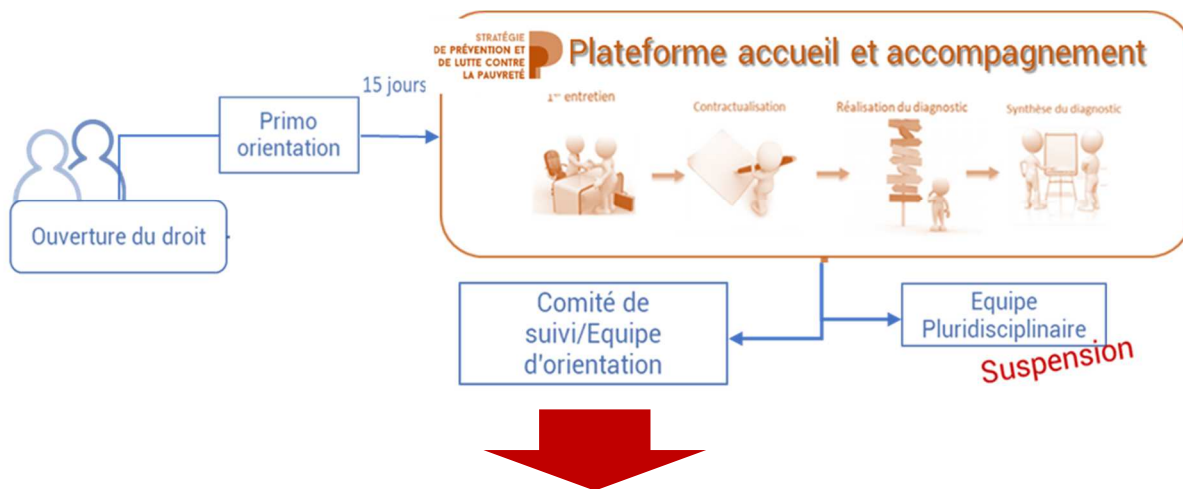 STRATÉGIE
DE PRÉVENTION ET
DE LUTTE CONTRE
LA PAUVRETÉ
Plateforme accueil et accompagnement
15 jours
Primo
orientation
1er entretien
Contractualisation
Réalisation du diagnostic
Synthèse du diagnostic
Ouverture du droit
Comité de
suivi/Equipe
d'orientation
Equipe
Pluridisciplinaire
Suspension